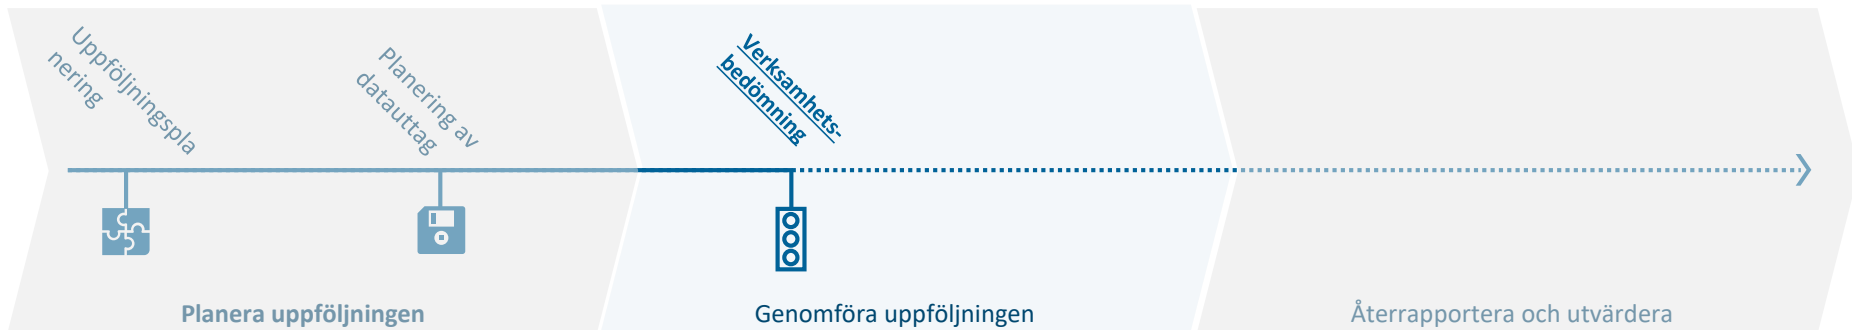 Uppföljningspla
nering
Planering av
datauttag
Verksamhets-
bedömning
Planera uppföljningen
Genomföra uppföljningen
Återrapportera och utvärdera